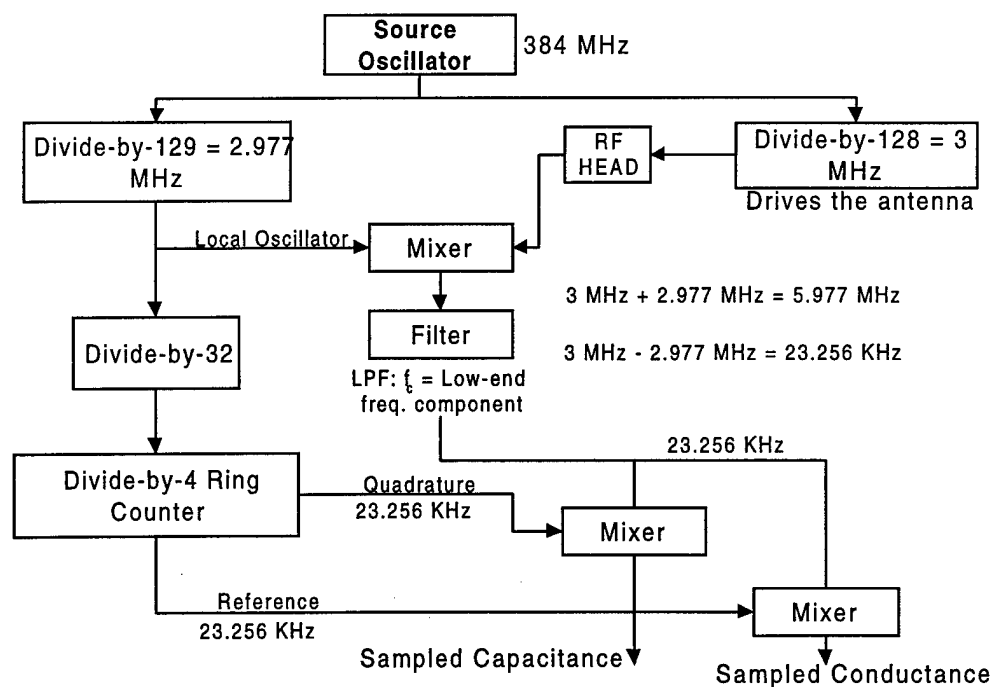 Source
Oscillator
384 MHz
Divide-by-129 = 2.977
MHz
RF
HEAD
Divide-by-128 = 3
MHz
Drives the antenna
Local Oscillator
Mixer
3 MHz + 2.977 MHz = 5.977 MHz
Filter
Divide-by-32
3 MHz - 2.977 MHz = 23.256 KHz
LPF: fc = Low-end
freq. component
23.256 KHz
Divide-by-4 Ring
Counter
Quadrature
23.256 KHz
Mixer
Reference
23.256 KHz
Mixer
Sampled Capacitance
Sampled Conductance